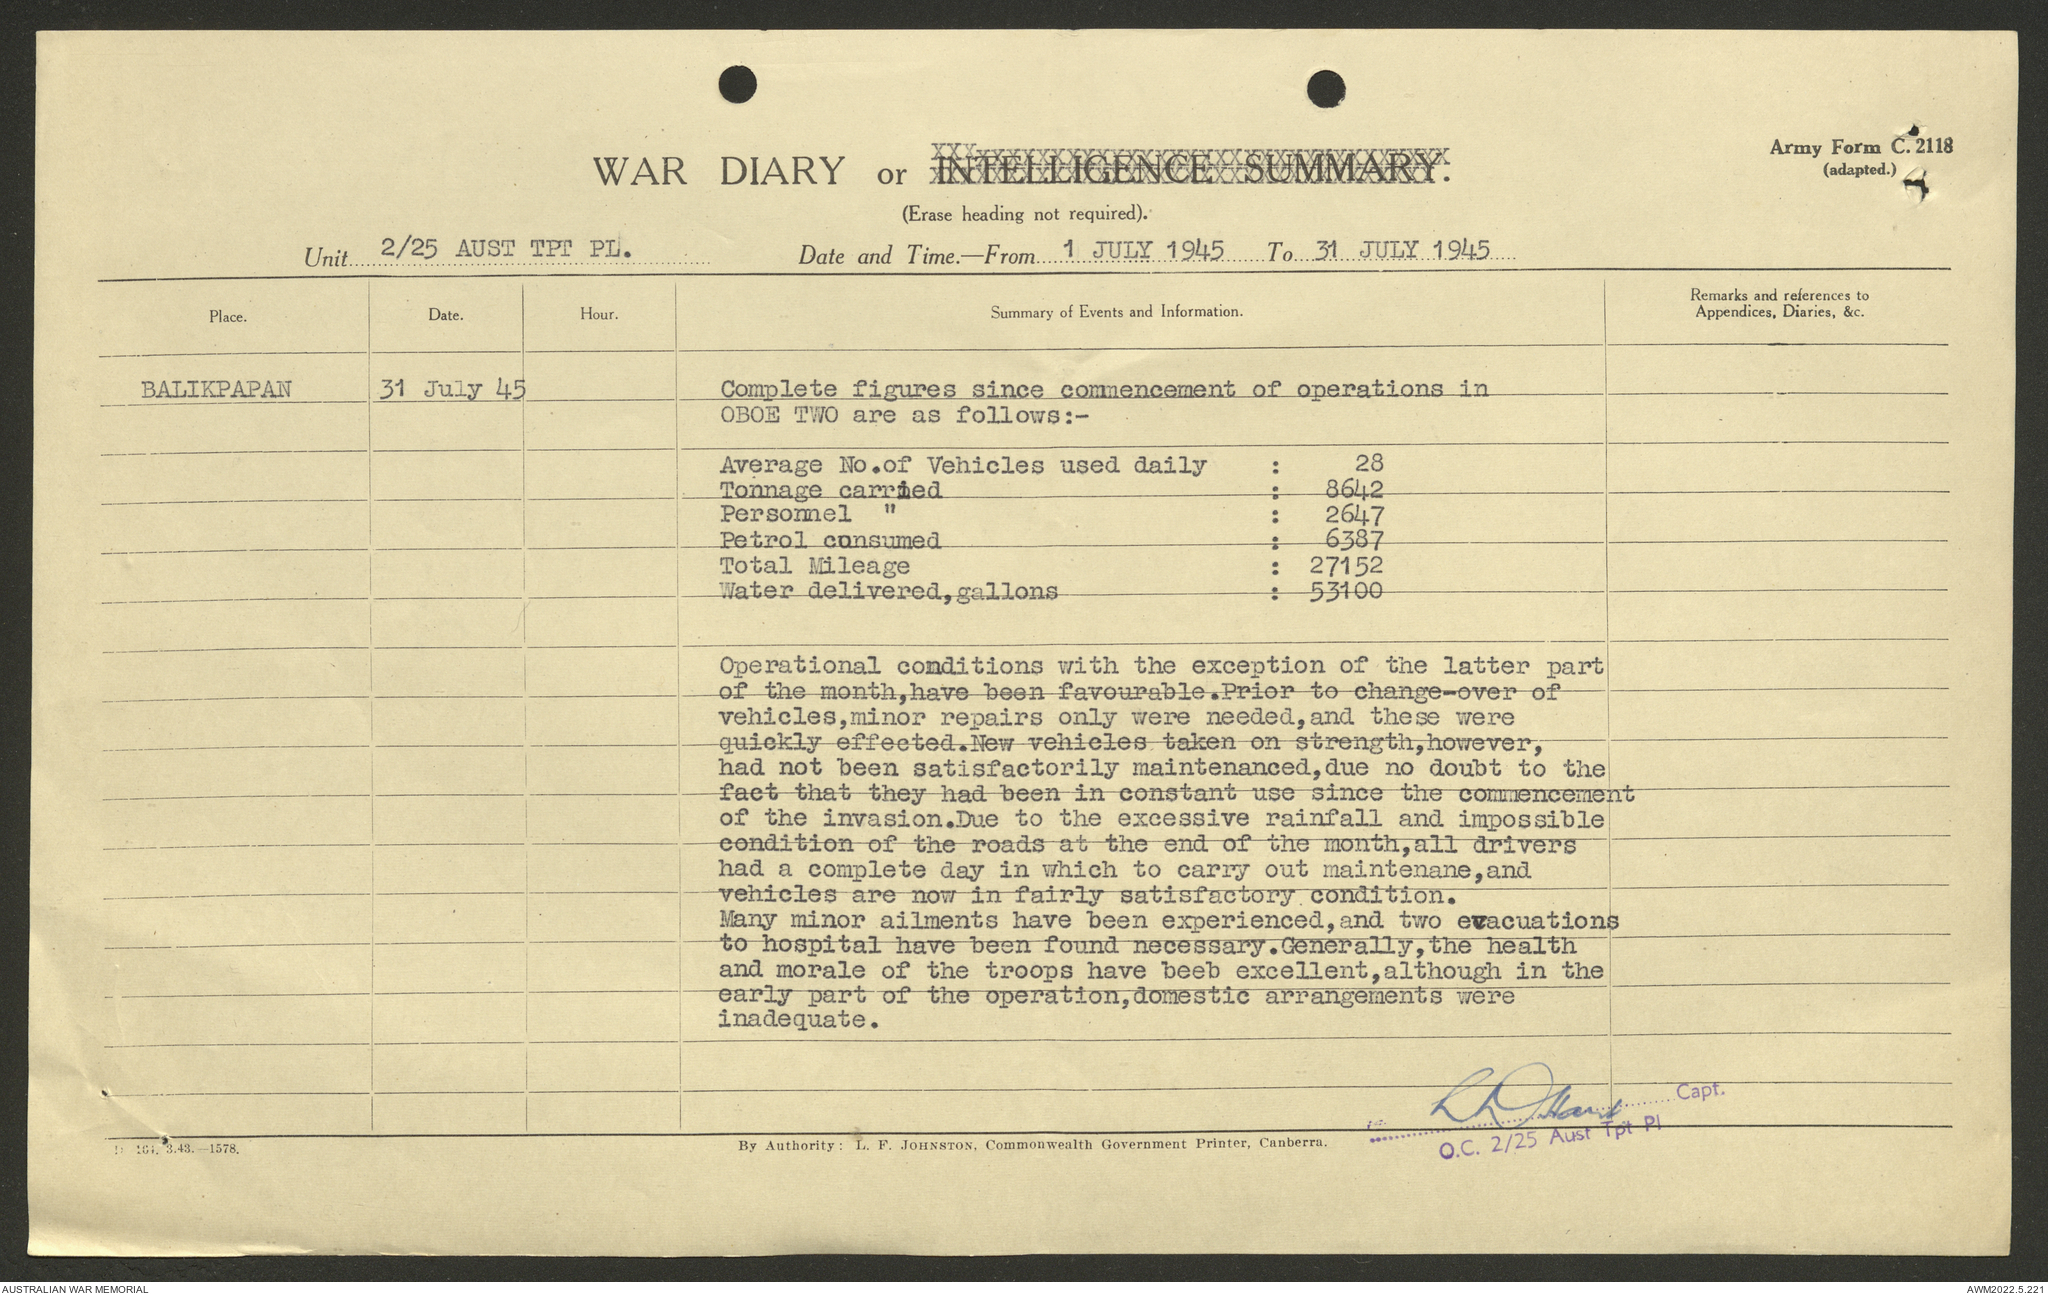 Army Form C. 2118
(adapted.)
WAR DIARY or INTELLIGENCE SUMMARY.
(Erase heading not required).
Unit 2/25 AUST TPT PL. Date and Time.—From 1 JULY 1945 To 31 JULY 1945
Place. Date. Hour. Summary of Events and Information. Remarks and references to
Appendices, Diaries, &c.
BALIKPAPAN 31 July 45 Complete figures since commencement of operations in
OBOE TWO are as follows:-
Average No.of Vehicles used daily : 28
Tonnage carried : 8642
Personnel " : 2647
Petrol consumed : 6387
Total Mileage : 27152
Water delivered,gallons : 53100
Operational conditions with the exception of the latter part
of the month,have been favourable.Prior to change-over of
vehicles,minor repairs only were needed,and these were
quickly effected.New vehicles taken on strength,however,
had not been satisfactorily maintenanced,due no doubt to the
fact that they had been in constant use since the commencement
of the invasion.Due to the excessive rainfall and impossible
condition of the roads at the end of the month,all drivers
had a complete day in which to carry out maintenane,and
vehicles are now in fairly satisfactory condition.
Many minor ailments have been experienced,and two evacuations
to hospital have been found necessary.Generally,the health
and morale of the troops have beeb excellent,although in the
early part of the operation,domestic arrangements were
inadequate.
Capt.
O.C. 2/25 Aust Tpt Pl
3.43.—1578. By Authority: L. F. JOHNSTON, Commonwealth Government Printer, Canberra.
AUSTRALIAN WAR MEMORIAL AWM2022.5.221